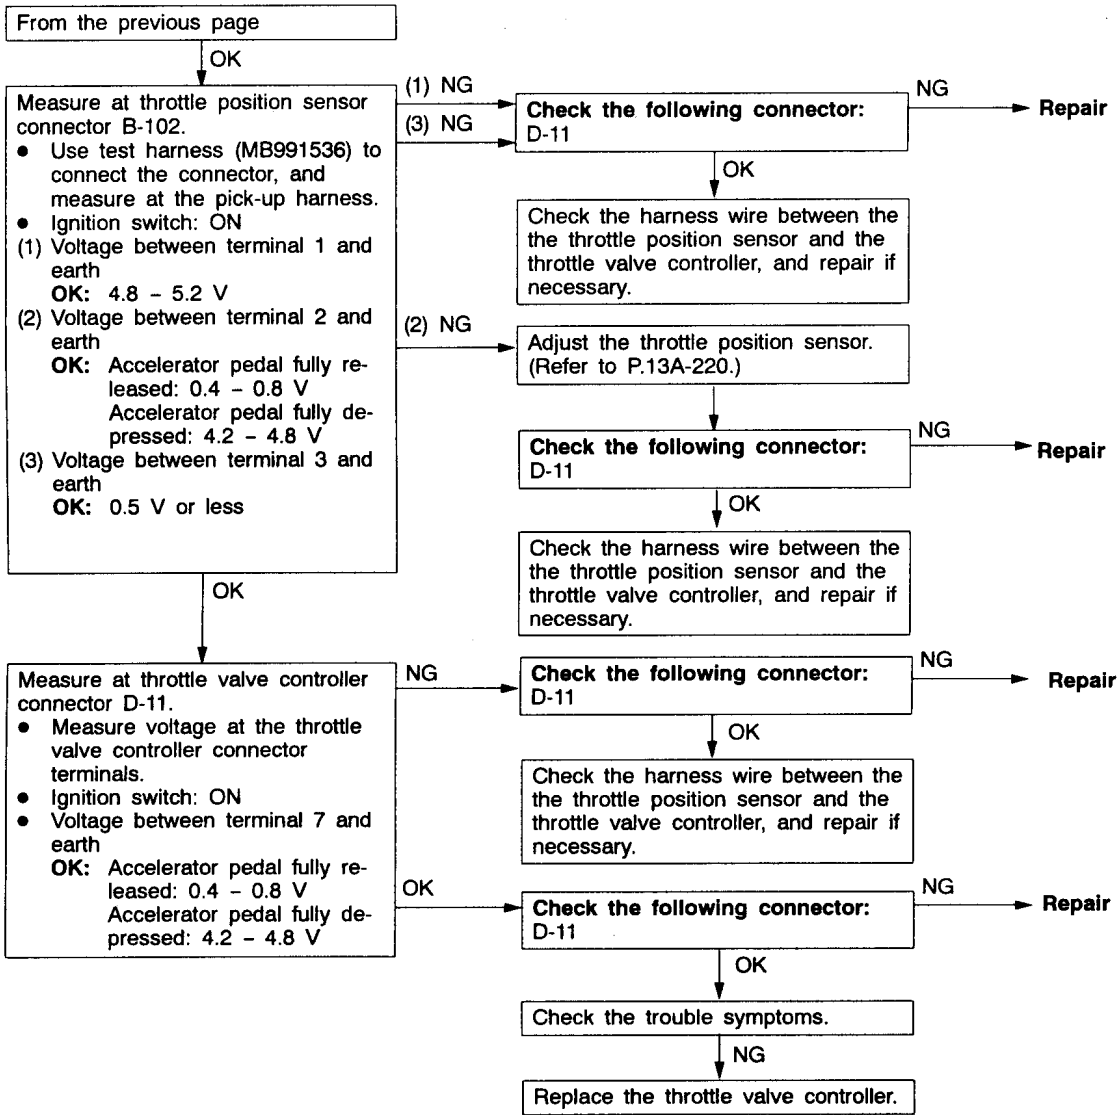 From the previous page
OK
Measure at throttle position sensor
connector B-102.
● Use test harness (MB991536) to
connect the connector, and
measure at the pick-up harness.
● Ignition switch: ON
(1) Voltage between terminal 1 and
earth
OK: 4.8 – 5.2 V
(2) Voltage between terminal 2 and
earth
OK: Accelerator pedal fully re-
leased: 0.4 – 0.8 V
Accelerator pedal fully de-
pressed: 4.2 – 4.8 V
(3) Voltage between terminal 3 and
earth
OK: 0.5 V or less
(1) NG
(3) NG
Check the following connector:
D-11
NG
Repair
OK
Check the harness wire between the
the throttle position sensor and the
throttle valve controller, and repair if
necessary.
(2) NG
Adjust the throttle position sensor.
(Refer to P.13A-220.)
Check the following connector:
D-11
NG
Repair
OK
Check the harness wire between the
the throttle position sensor and the
throttle valve controller, and repair if
necessary.
OK
Measure at throttle valve controller
connector D-11.
● Measure voltage at the throttle
valve controller connector
terminals.
● Ignition switch: ON
● Voltage between terminal 7 and
earth
OK: Accelerator pedal fully re-
leased: 0.4 – 0.8 V
Accelerator pedal fully de-
pressed: 4.2 – 4.8 V
NG
Check the following connector:
D-11
NG
Repair
OK
Check the harness wire between the
the throttle position sensor and the
throttle valve controller, and repair if
necessary.
OK
Check the following connector:
D-11
NG
Repair
OK
Check the trouble symptoms.
NG
Replace the throttle valve controller.